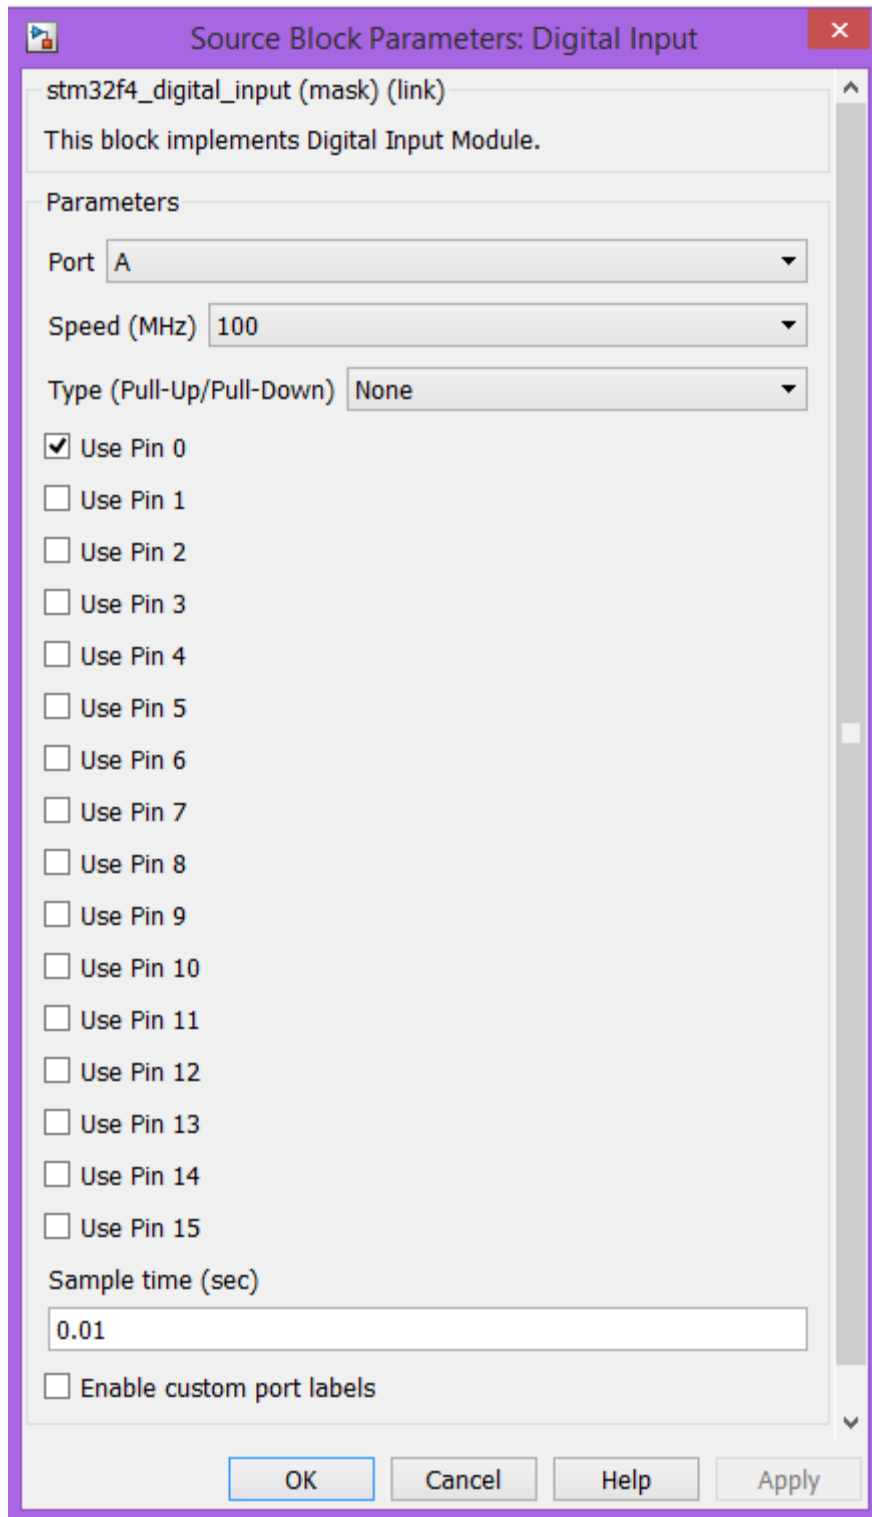 Source Block Parameters: Digital Input
stm32f4_digital_input (mask) (link)
This block implements Digital Input Module.
Parameters
Port A
Speed (MHz) 100
Type (Pull-Up/Pull-Down) None
Use Pin 0
Use Pin 1
Use Pin 2
Use Pin 3
Use Pin 4
Use Pin 5
Use Pin 6
Use Pin 7
Use Pin 8
Use Pin 9
Use Pin 10
Use Pin 11
Use Pin 12
Use Pin 13
Use Pin 14
Use Pin 15
Sample time (sec)
0.01
Enable custom port labels
OK Cancel Help Apply